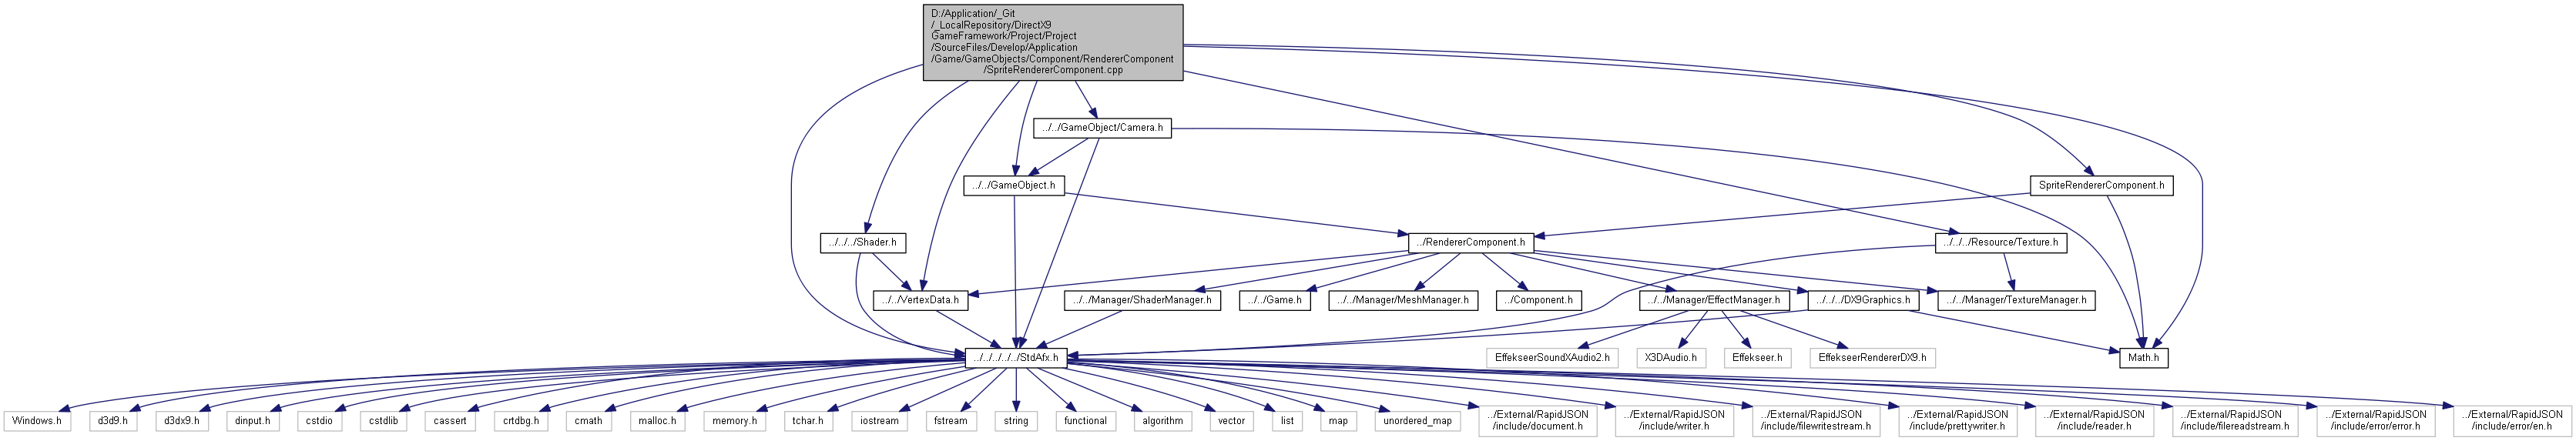 D:/Application/_Git
/_LocalRepository/DirectX9
GameFramework/Project/Project
/SourceFiles/Develop/Application
/Game/GameObjects/Component/RendererComponent
/SpriteRendererComponent.cpp
../../GameObject/Camera.h
../../GameObject.h
SpriteRendererComponent.h
../../../Shader.h
../RendererComponent.h
../../../Resource/Texture.h
../../VertexData.h
../../Manager/ShaderManager.h
../../Game.h
../../Manager/MeshManager.h
../Component.h
../../Manager/EffectManager.h
../../../DX9Graphics.h
../../Manager/TextureManager.h
../../../../../StdAfx.h
EffekseerSoundXAudio2.h
X3DAudio.h
Effekseer.h
EffekseerRendererDX9.h
Math.h
Windows.h
d3d9.h
d3dx9.h
dinput.h
cstdio
cstdlib
cassert
crtdbg.h
cmath
malloc.h
memory.h
tchar.h
iostream
fstream
string
functional
algorithm
vector
list
map
unordered_map
../External/RapidJSON
/include/document.h
../External/RapidJSON
/include/writer.h
../External/RapidJSON
/include/filewritestream.h
../External/RapidJSON
/include/prettywriter.h
../External/RapidJSON
/include/reader.h
../External/RapidJSON
/include/filereadstream.h
../External/RapidJSON
/include/error/error.h
../External/RapidJSON
/include/error/en.h